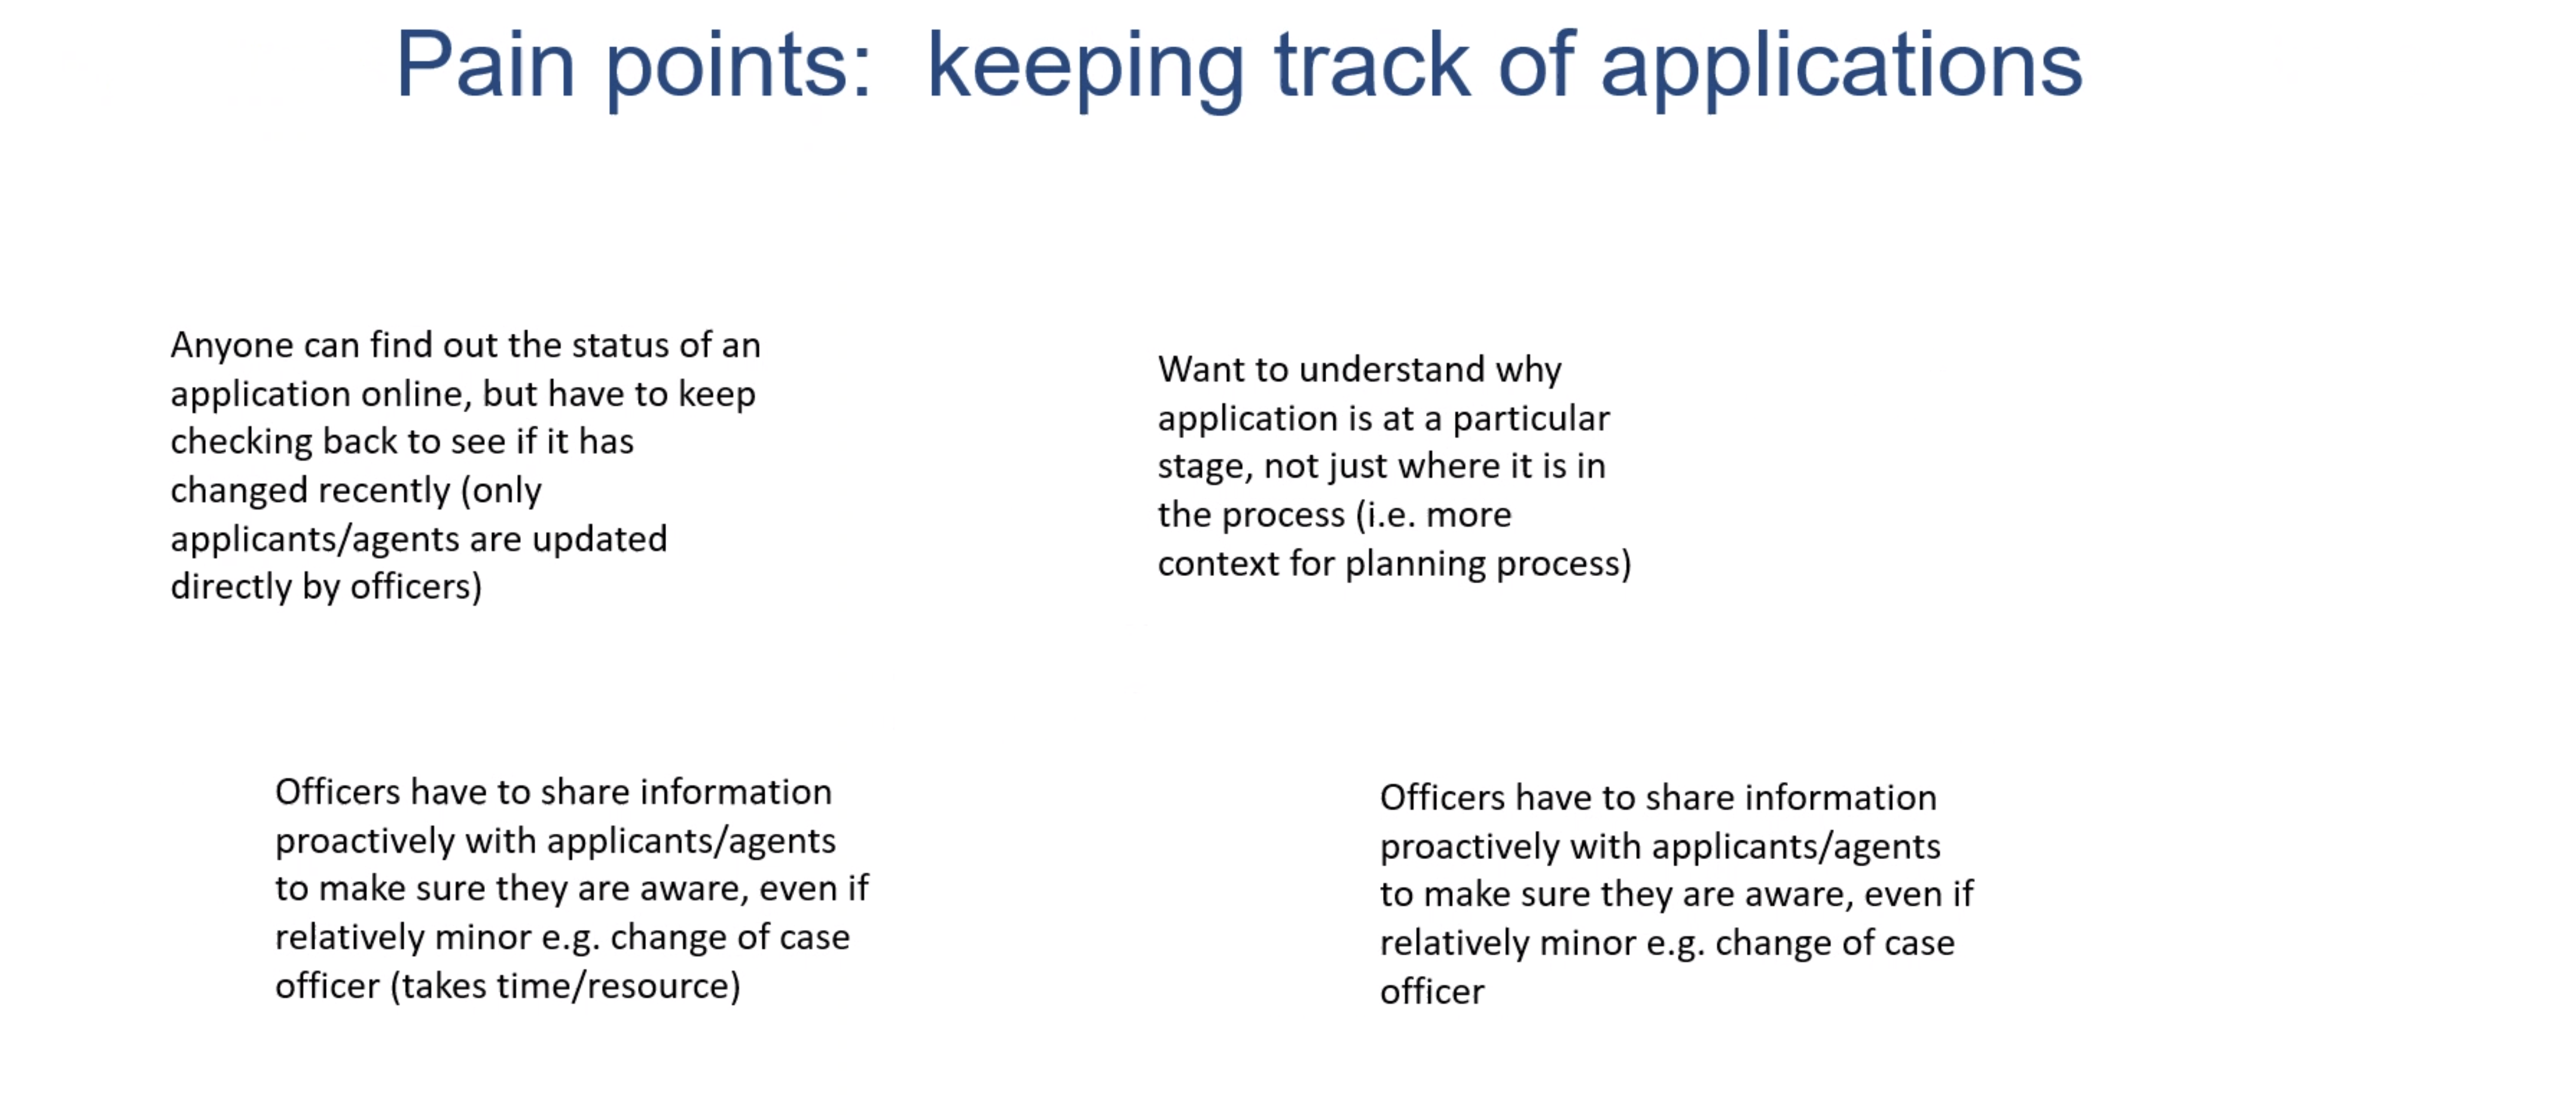 Pain points:  keeping track of applications
Anyone can find out the status of an
application online, but have to keep
checking back to see if it has
changed recently (only
applicants/agents are updated
directly by officers)
Want to understand why
application is at a particular
stage, not just where it is in
the process (i.e. more
context for planning process)
Officers have to share information
proactively with applicants/agents
to make sure they are aware, even if
relatively minor e.g. change of case
officer (takes time/resource)
Officers have to share information
proactively with applicants/agents
to make sure they are aware, even if
relatively minor e.g. change of case
officer